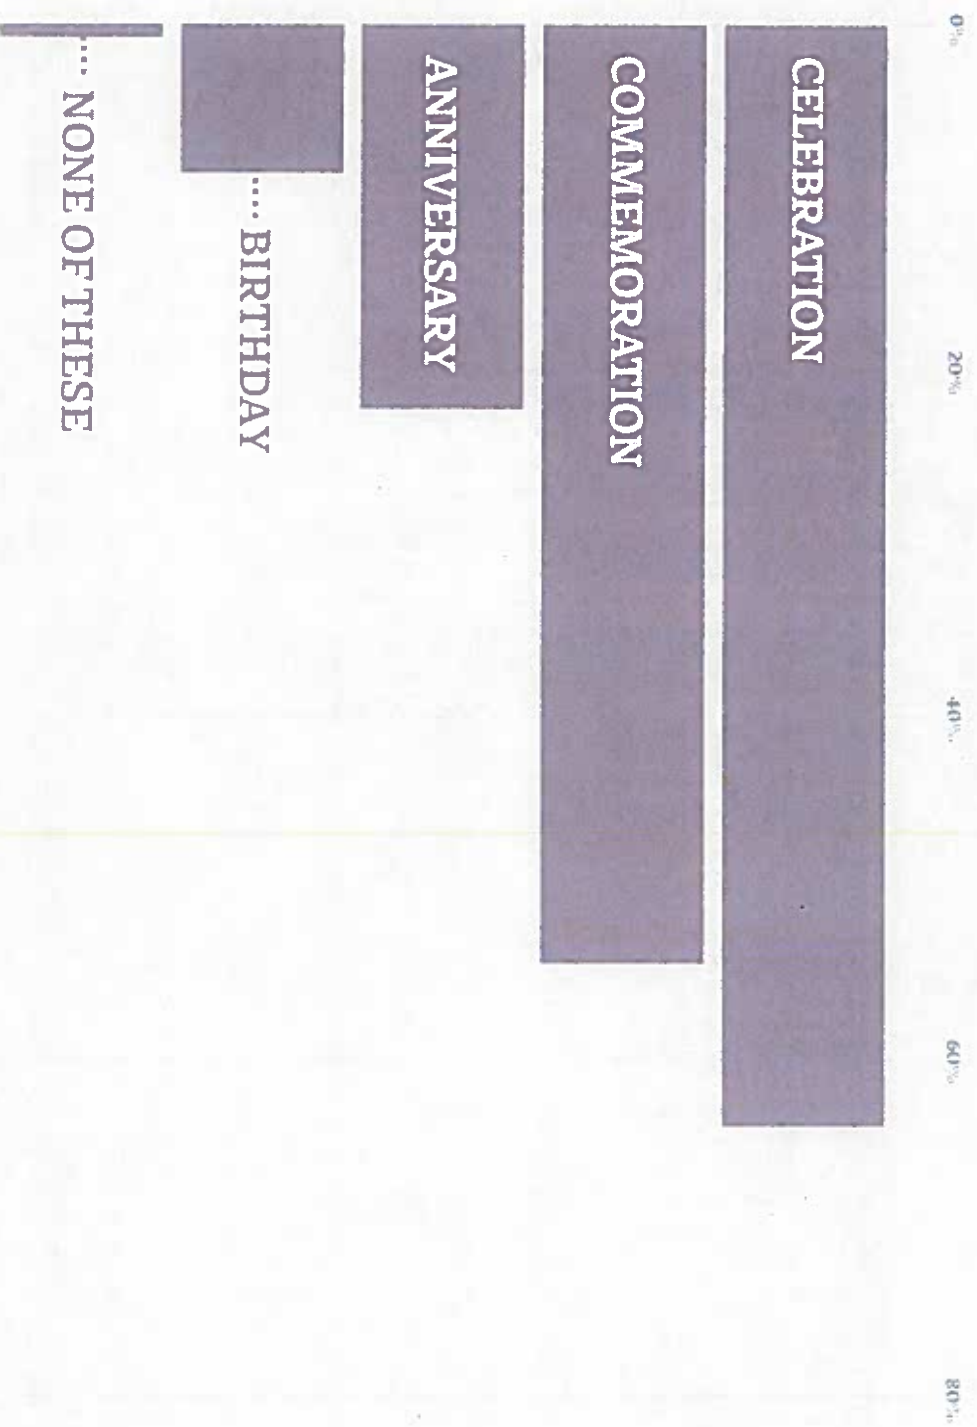 0%
20%
40%
60%
80%
CELEBRATION
COMMEMORATION
ANNIVERSARY
.... BIRTHDAY
.... NONE OF THESE